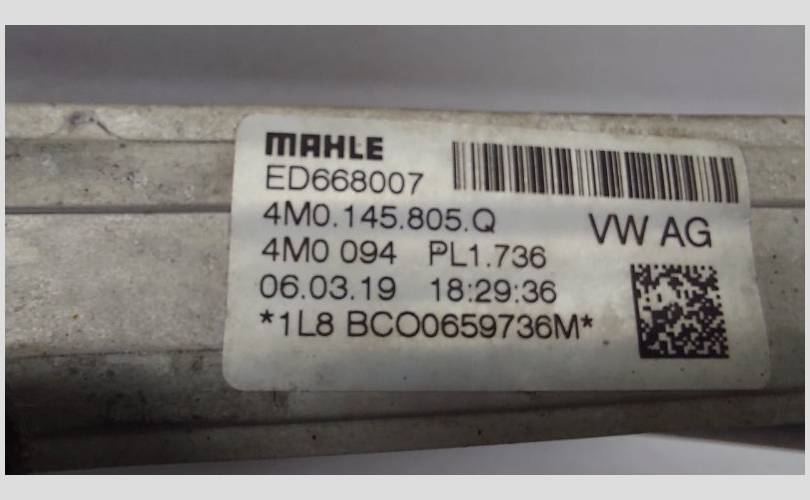 MAHLE
ED668007
4M0.145.805.Q
VW AG
4M0 094 PL1.736
06.03.19 18:29:36
*1L8 BCO0659736M*